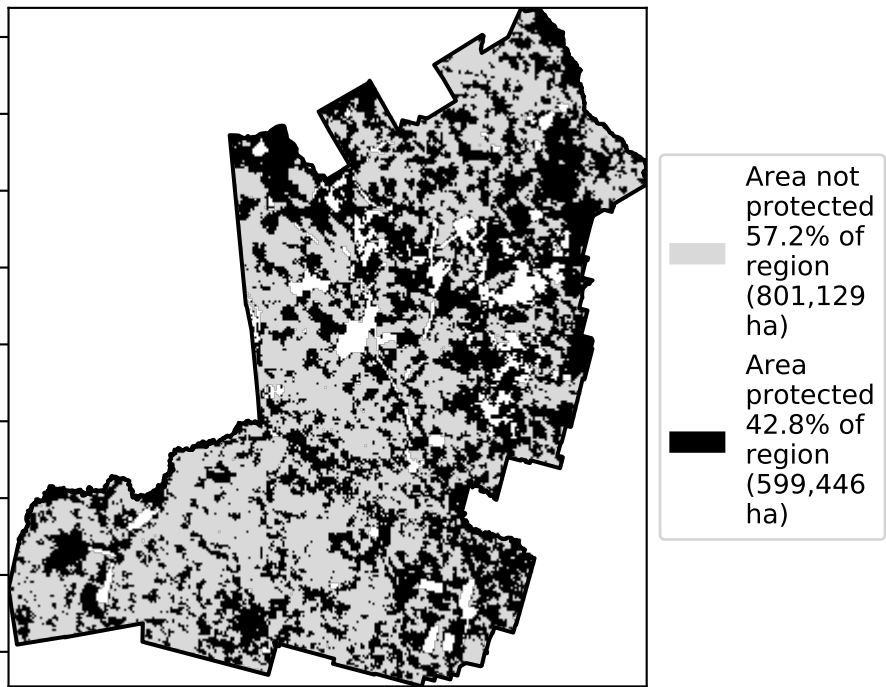 Area not
protected
57.2% of
region
(801,129
ha)
Area
protected
42.8% of
region
(599,446
ha)